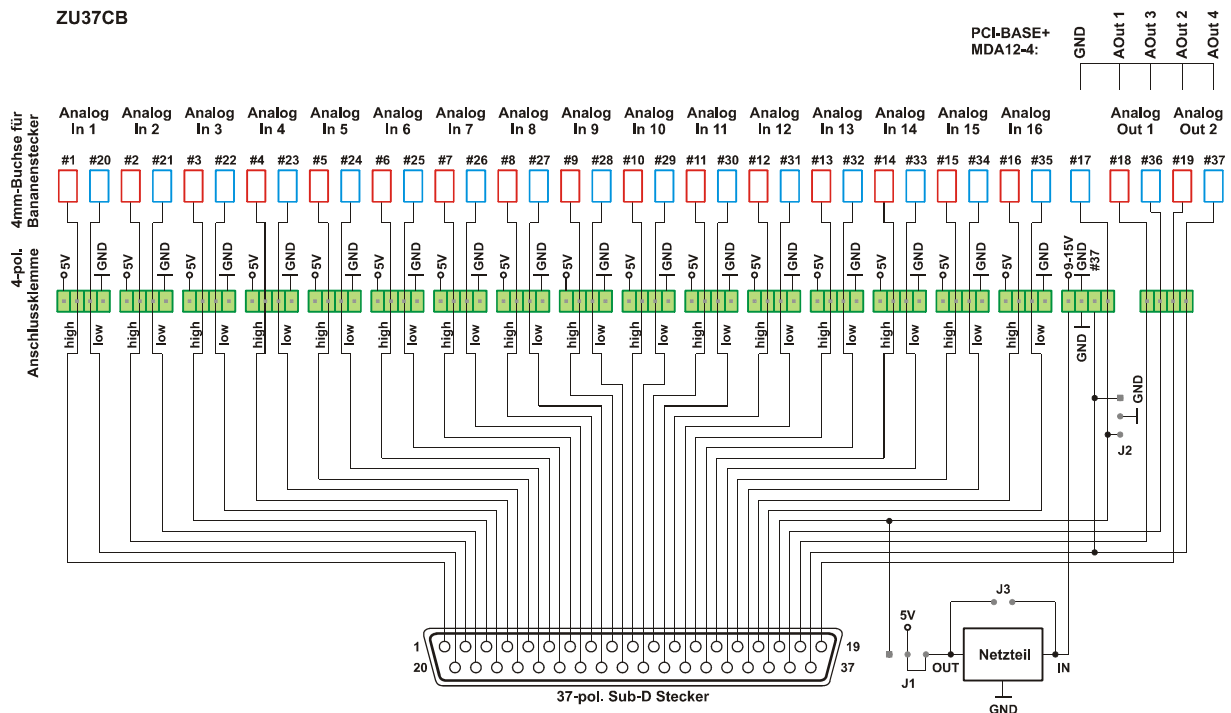 ZU37CB
PCI-BASE+
MDA12-4:
GND
AOut 1
AOut 3
AOut 2
AOut 4
4mm-Buchse für
Bananenstecker
Analog
In 1
Analog
In 2
Analog
In 3
Analog
In 4
Analog
In 5
Analog
In 6
Analog
In 7
Analog
In 8
Analog
In 9
Analog
In 10
Analog
In 11
Analog
In 12
Analog
In 13
Analog
In 14
Analog
In 15
Analog
In 16
Analog
Out 1
Analog
Out 2
#1 #20 #2 #21 #3 #22 #4 #23 #5 #24 #6 #25 #7 #26 #8 #27 #9 #28 #10 #29 #11 #30 #12 #31 #13 #32 #14 #33 #15 #34 #16 #35 #17 #18 #36 #19 #37
4-pol.
Anschlussklemme
5V GND 5V GND 5V GND 5V GND 5V GND 5V GND 5V GND 5V GND 5V GND 5V GND 5V GND 5V GND 5V GND 5V GND 5V GND 5V GND 9-15V GND #37
high low high low high low high low high low high low high low high low high low high low high low high low high low high low high low high low GND
GND
J2
J3
5V
1
19
20
37
37-pol. Sub-D Stecker
J1
OUT
Netzteil
IN
GND